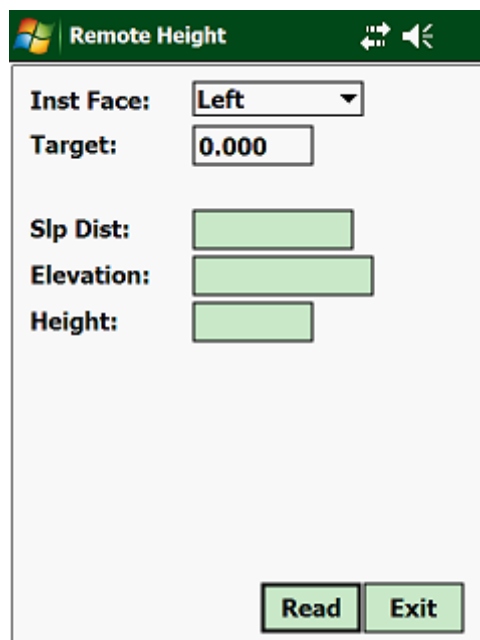 Remote Height
Inst Face: Left
Target: 0.000
Slp Dist:
Elevation:
Height:
Read Exit